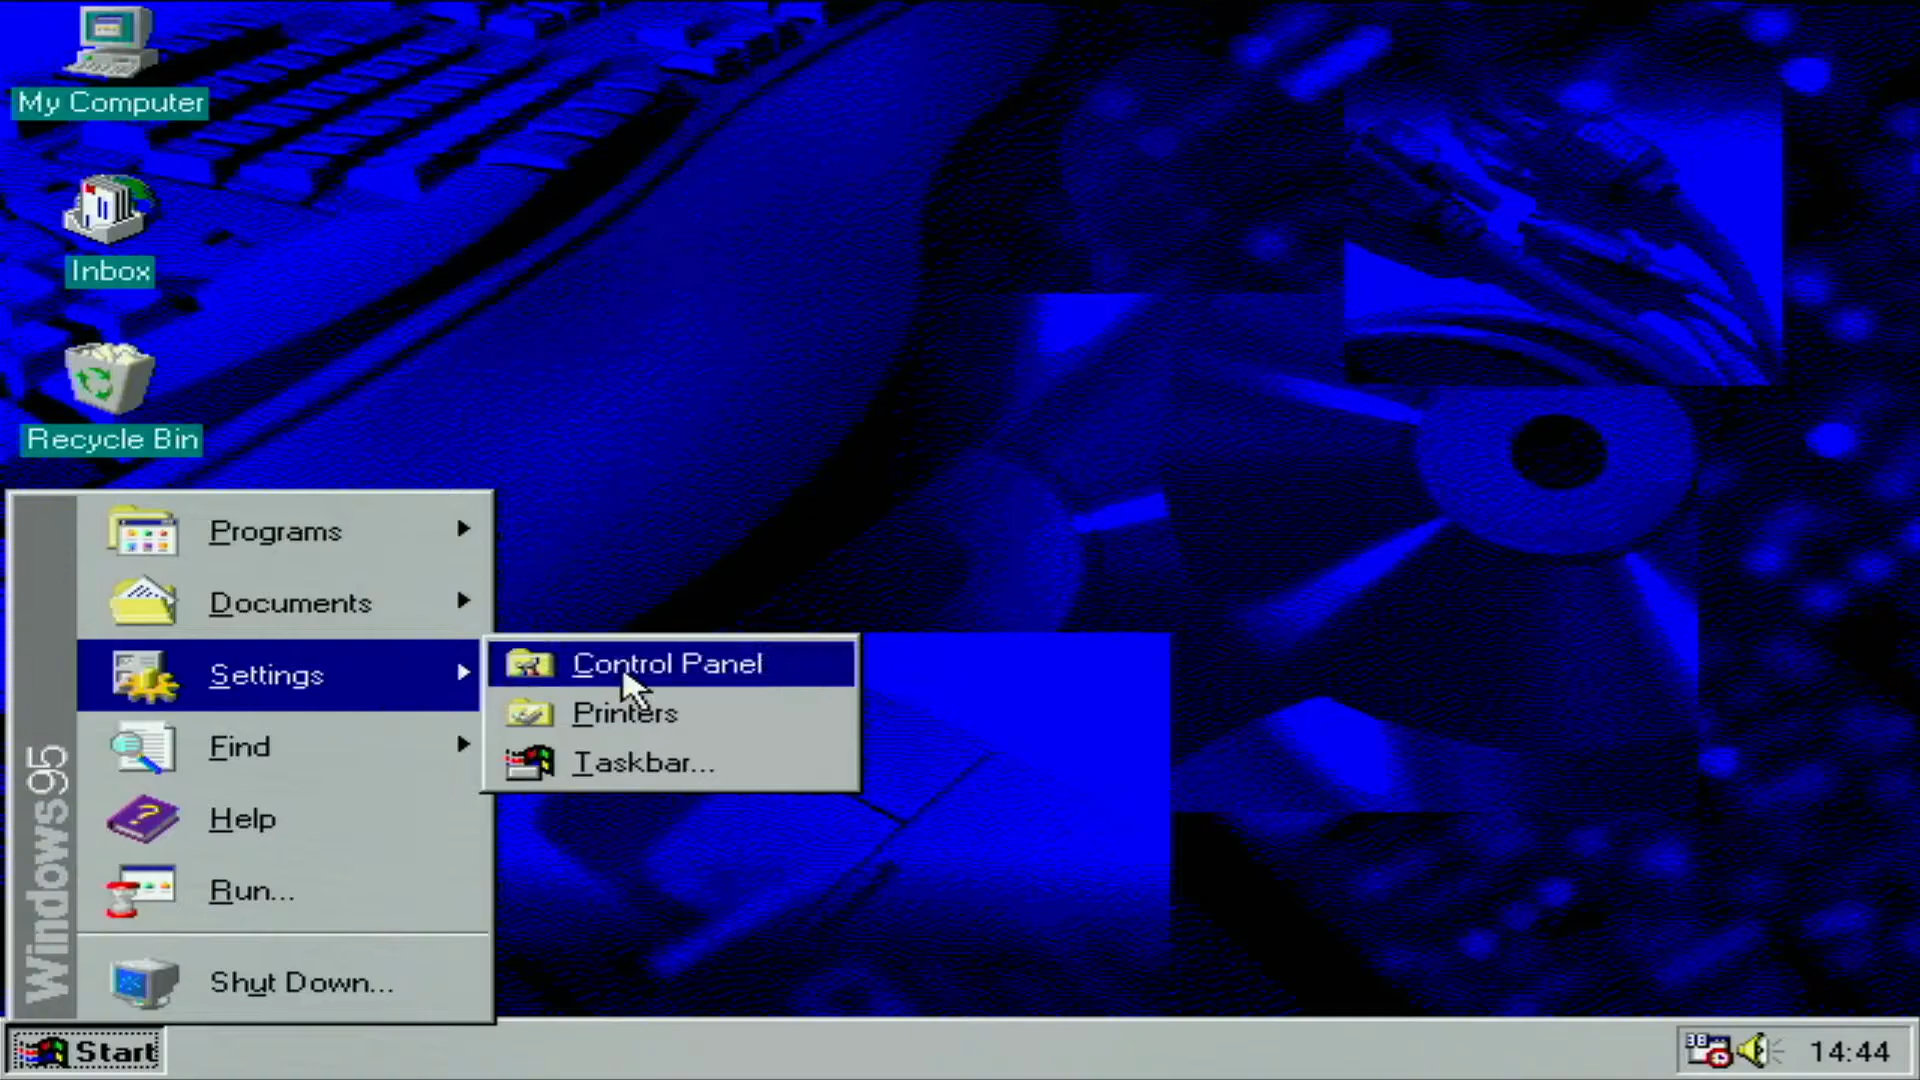 My Computer
Inbox
Recycle Bin
Programs
Documents
Settings
Find
Help
Run...
Shut Down...
Windows95
Control Panel
Printers
Taskbar...
Start
14:44